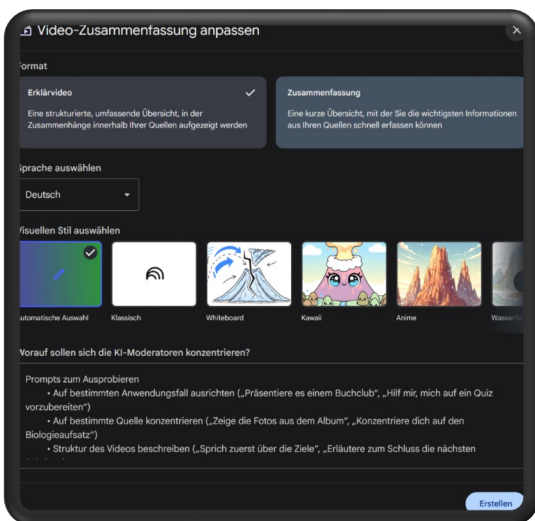 Video-Zusammenfassung anpassen
Format
Erklärvideo
Eine strukturierte, umfassende Übersicht, in der
Zusammenhänge innerhalb Ihrer Quellen aufgezeigt werden
Zusammenfassung
Eine kurze Übersicht, mit der Sie die wichtigsten Informationen
aus Ihren Quellen schnell erfassen können
Sprache auswählen
Deutsch
Visuellen Stil auswählen
Automatische Auswahl
Klassisch
Whiteboard
Kawaii
Anime
Worauf sollen sich die KI-Moderatoren konzentrieren?
Prompts zum Ausprobieren
• Auf bestimmten Anwendungsfall ausrichten („Präsentiere es einem Buchclub", „Hilf mir, mich auf ein Quiz
vorzubereiten")
• Auf bestimmte Quelle konzentrieren („Zeige die Fotos aus dem Album", „Konzentriere dich auf den
Biologieaufsatz")
• Struktur des Videos beschreiben („Sprich zuerst über die Ziele", „Erläutere zum Schluss die nächsten
Erstellen